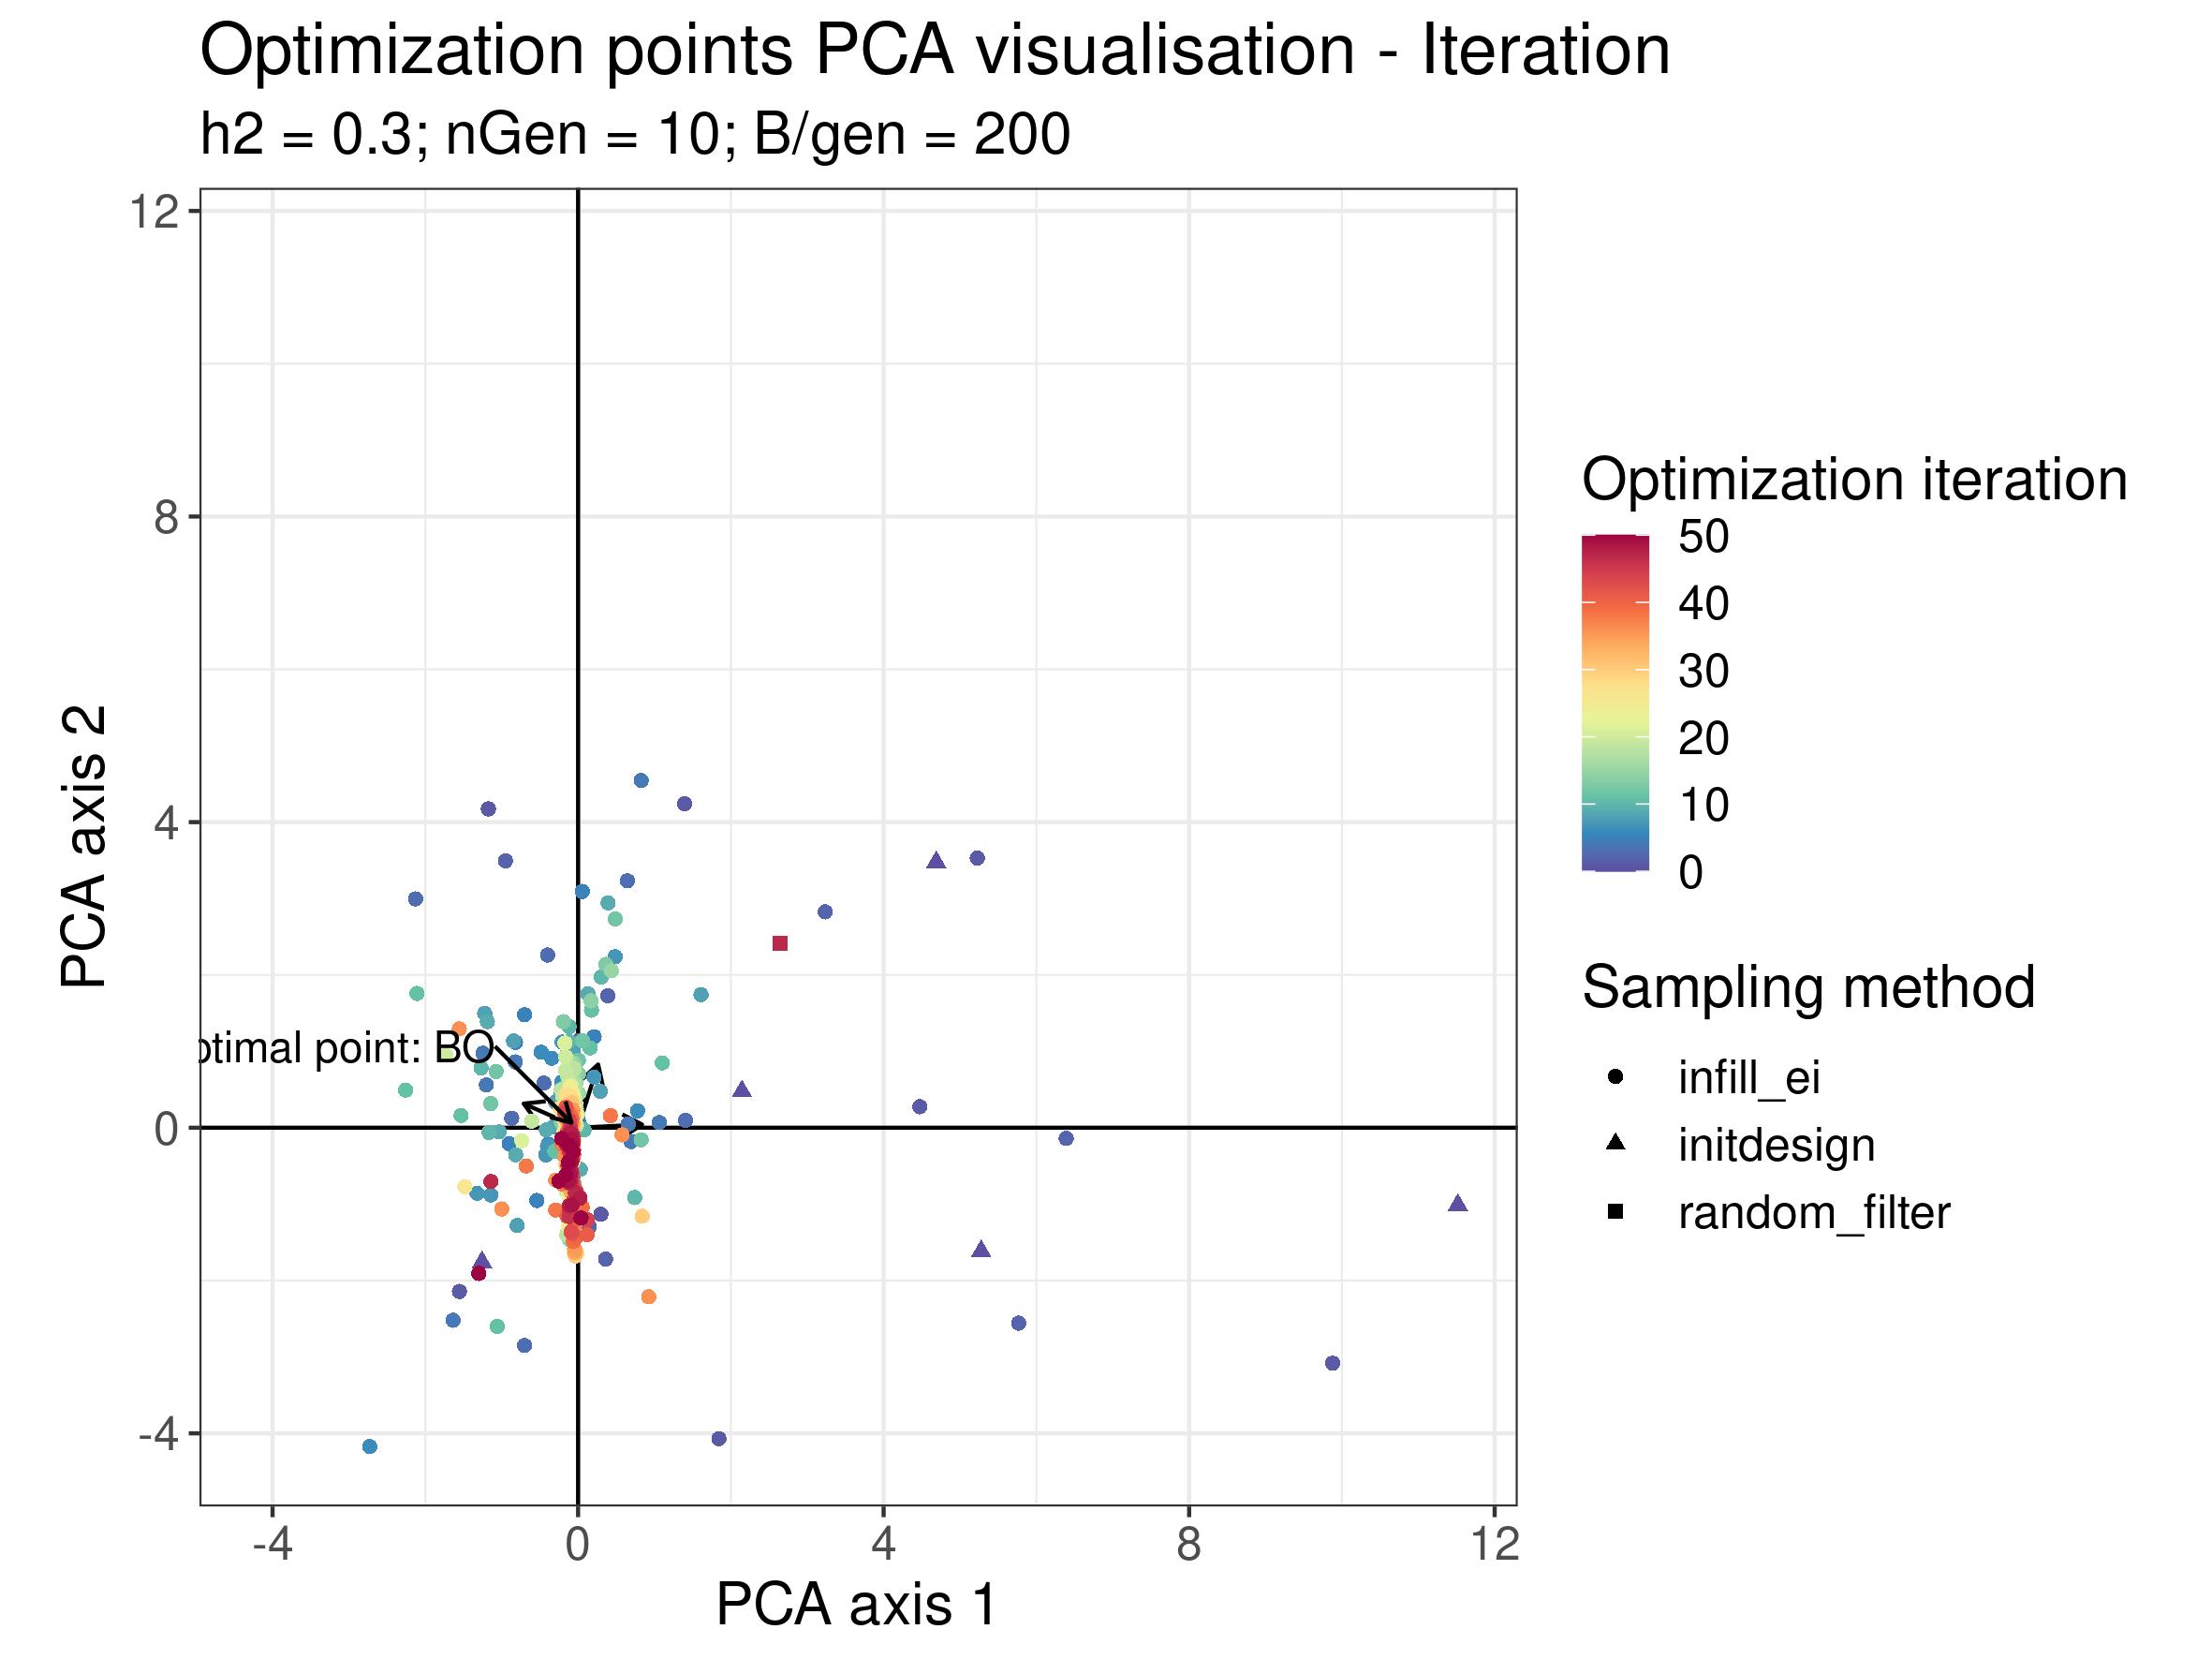 Optimization points PCA visualisation - Iteration
h2 = 0.3; nGen = 10; B/gen = 200
12
8
4
0
-4
PCA axis 2
ptimal point: BO
-4
0
4
8
12
PCA axis 1
Optimization iteration
50
40
30
20
10
0
Sampling method
infill_ei
initdesign
random_filter